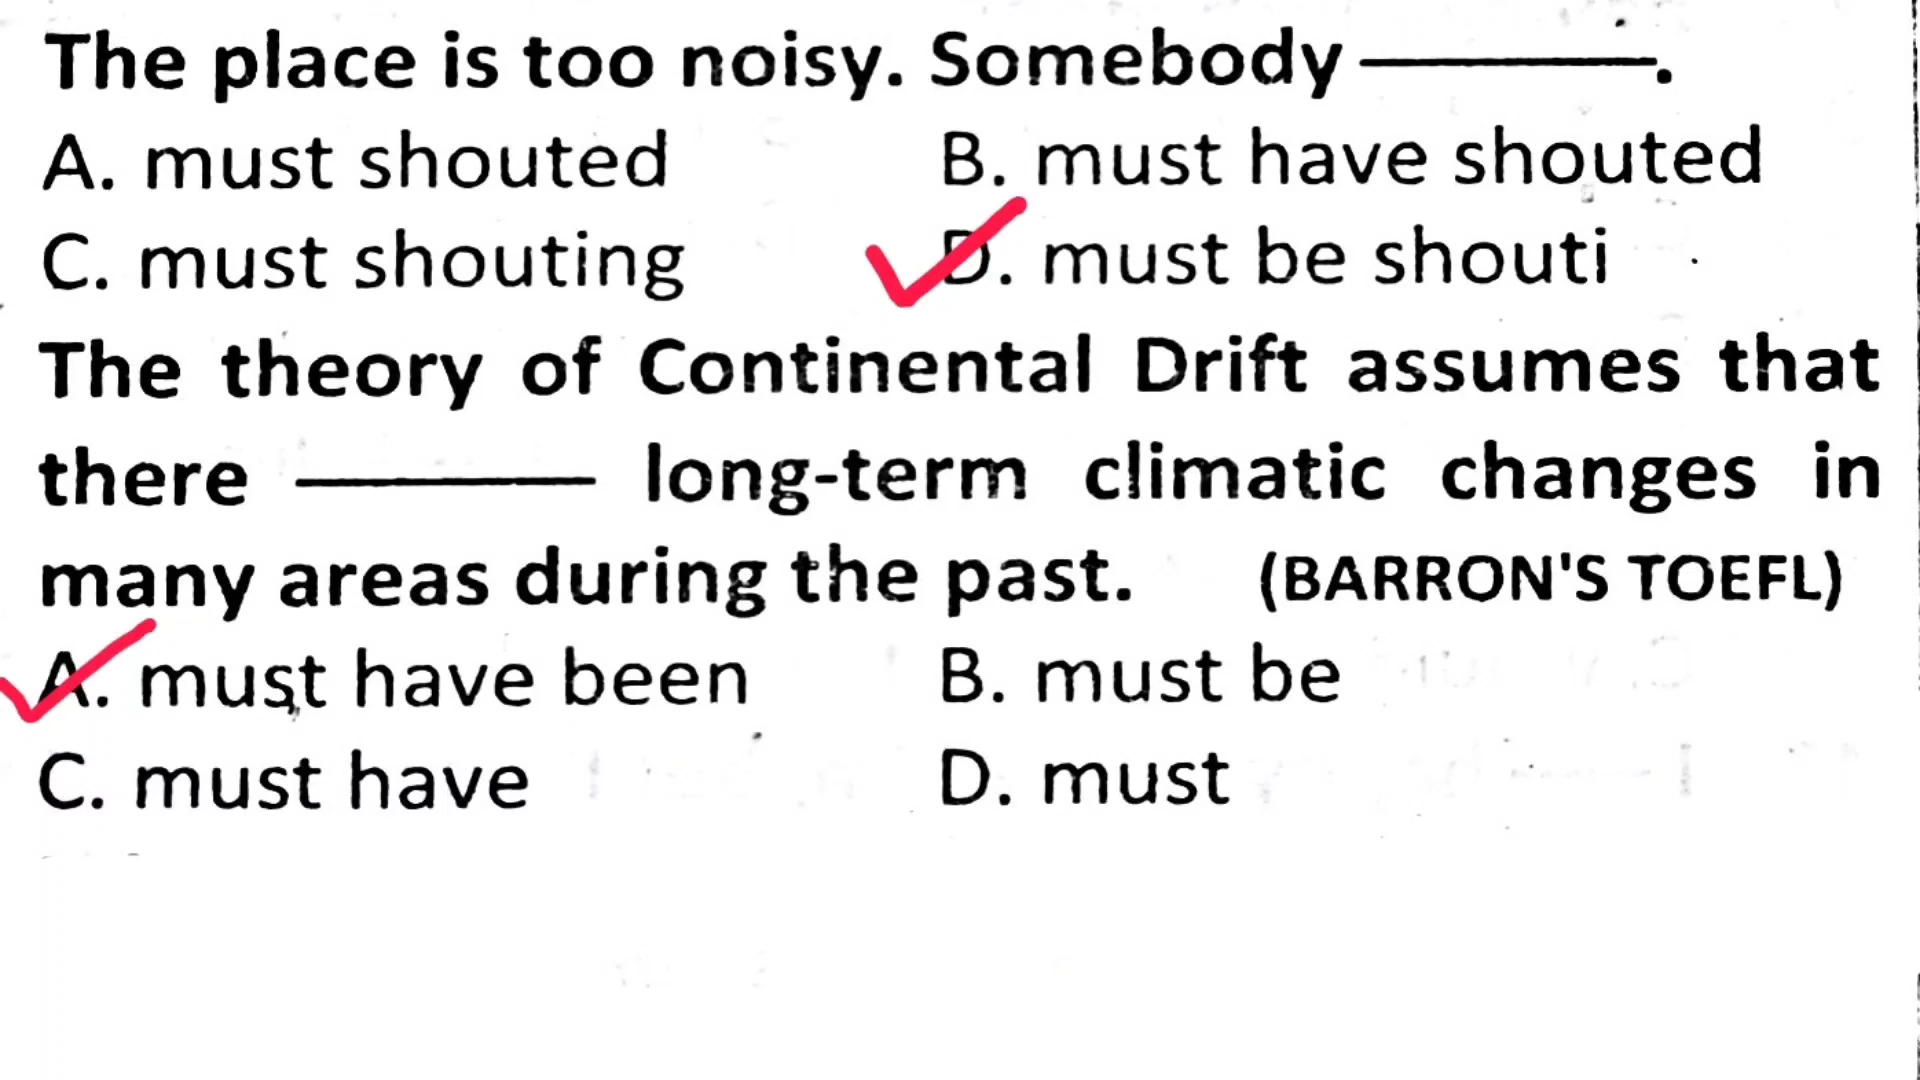 The place is too noisy. Somebody ———.
A. must shouted B. must have shouted
C. must shouting D. must be shouti
The theory of Continental Drift assumes that
there ——— long-term climatic changes in
many areas during the past. (BARRON'S TOEFL)
A. must have been B. must be
C. must have D. must